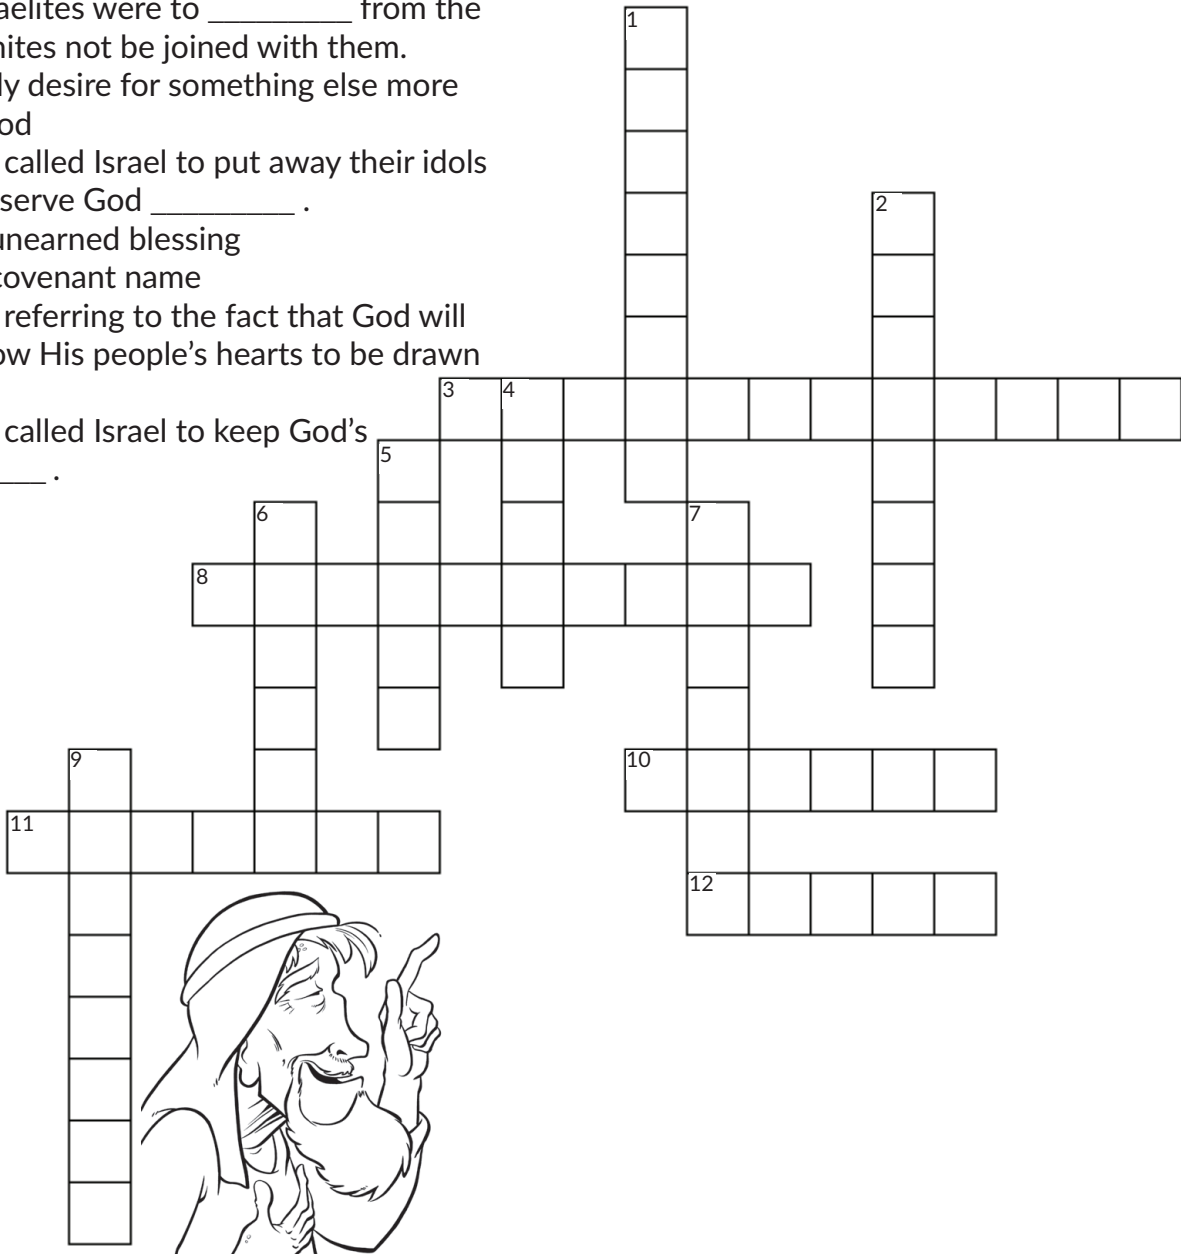 aelites were to _________ from the
nites not be joined with them.
ly desire for something else more
od
called Israel to put away their idols
serve God _________ .
unearned blessing
covenant name
referring to the fact that God will
ow His people’s hearts to be drawn
called Israel to keep God’s
___ .
1
2
3 4
5
6
7
8
9
10
11
12